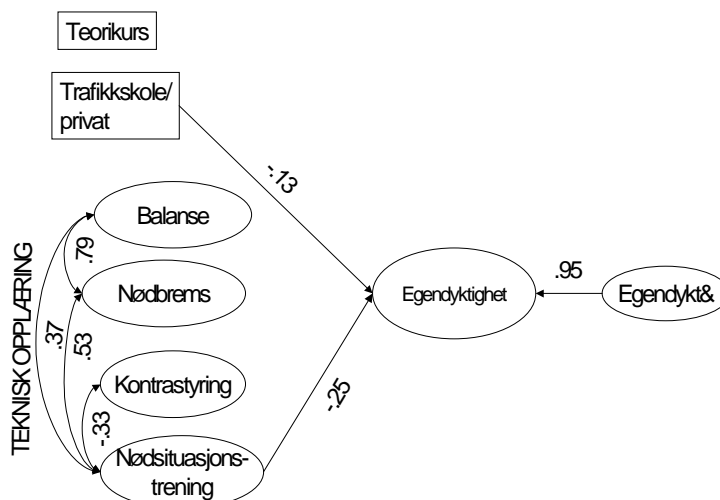 Teorikurs
Trafikkskole/
privat
-.13
Balanse
.79
Nødbrems
TEKNISK OPPLÆRING
.37
.53
Kontrastyring
-.33
Nødsituasjons-
trening
-.25
Egendyktighet
.95
Egendykt&